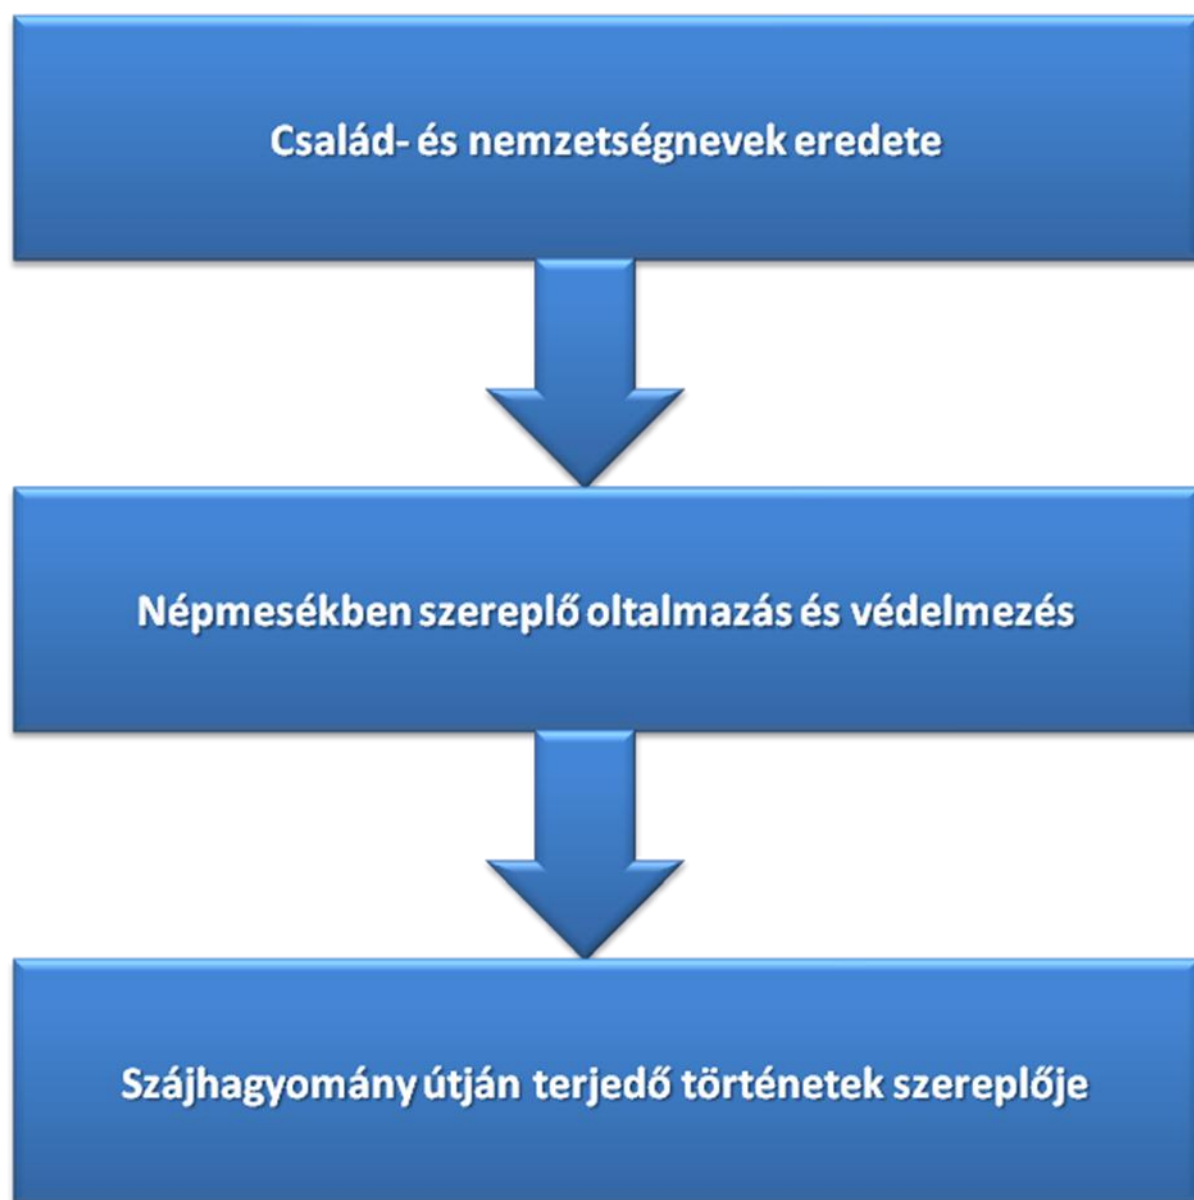 Család- és nemzetségnevek eredete
Népmesékben szereplő oltalmazás és védelmezés
Szájhagyomány útján terjedő történetek szereplője